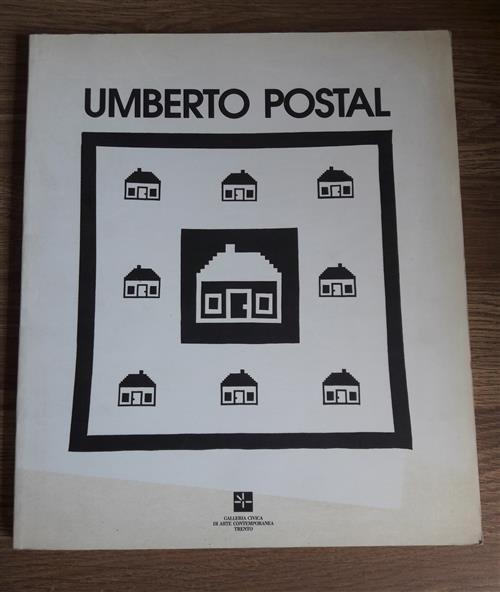 UMBERTO POSTAL
GALLERIA CIVICA
DI ARTE CONTEMPORANEA
TRENTO